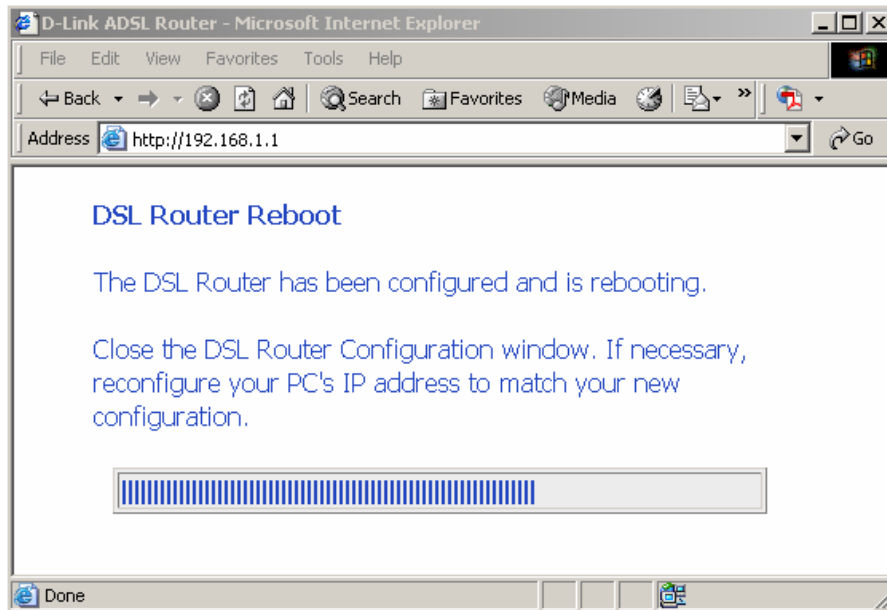 D-Link ADSL Router - Microsoft Internet Explorer
File Edit View Favorites Tools Help
Back Search Favorites Media »
Address http://192.168.1.1 Go
DSL Router Reboot
The DSL Router has been configured and is rebooting.
Close the DSL Router Configuration window. If necessary,
reconfigure your PC's IP address to match your new
configuration.
Done